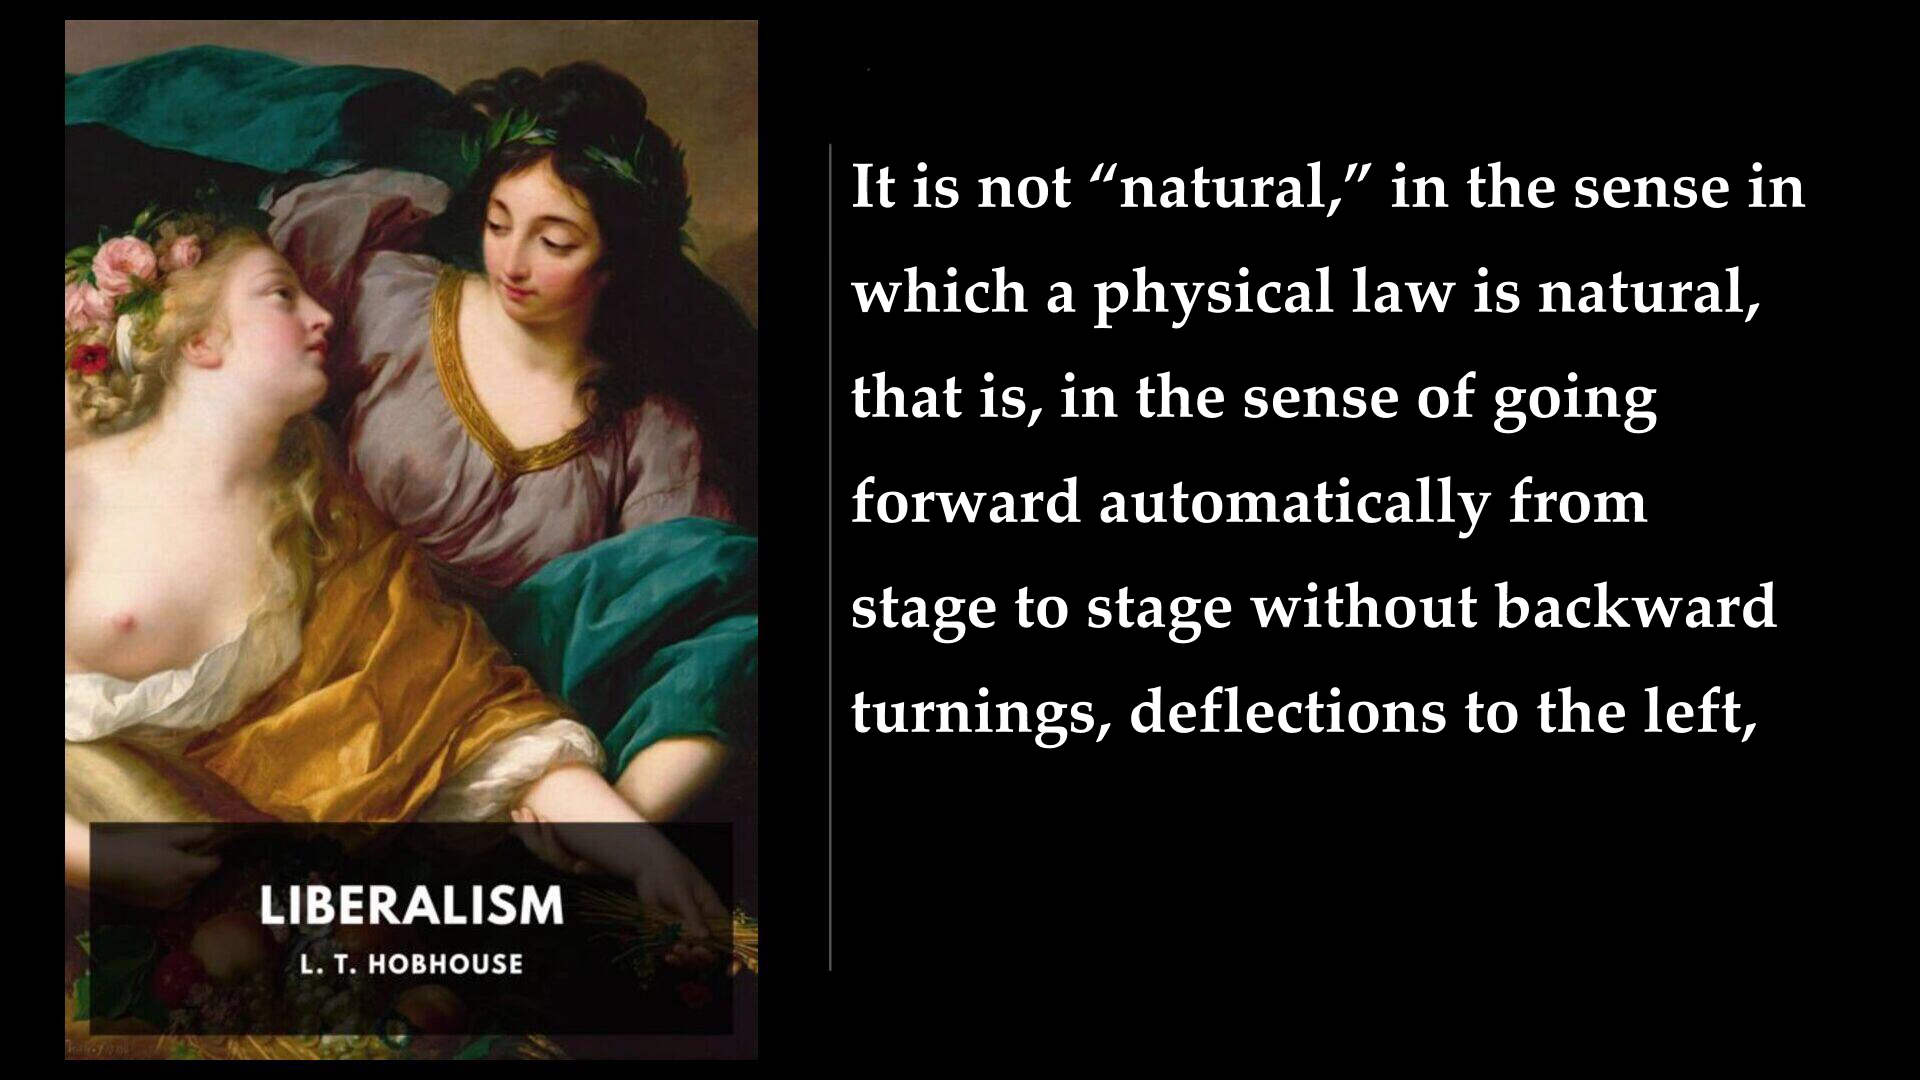 It is not “natural,” in the sense in
which a physical law is natural,
that is, in the sense of going
forward automatically from
stage to stage without backward
turnings, deflections to the left,
LIBERALISM
L. T. HOBHOUSE